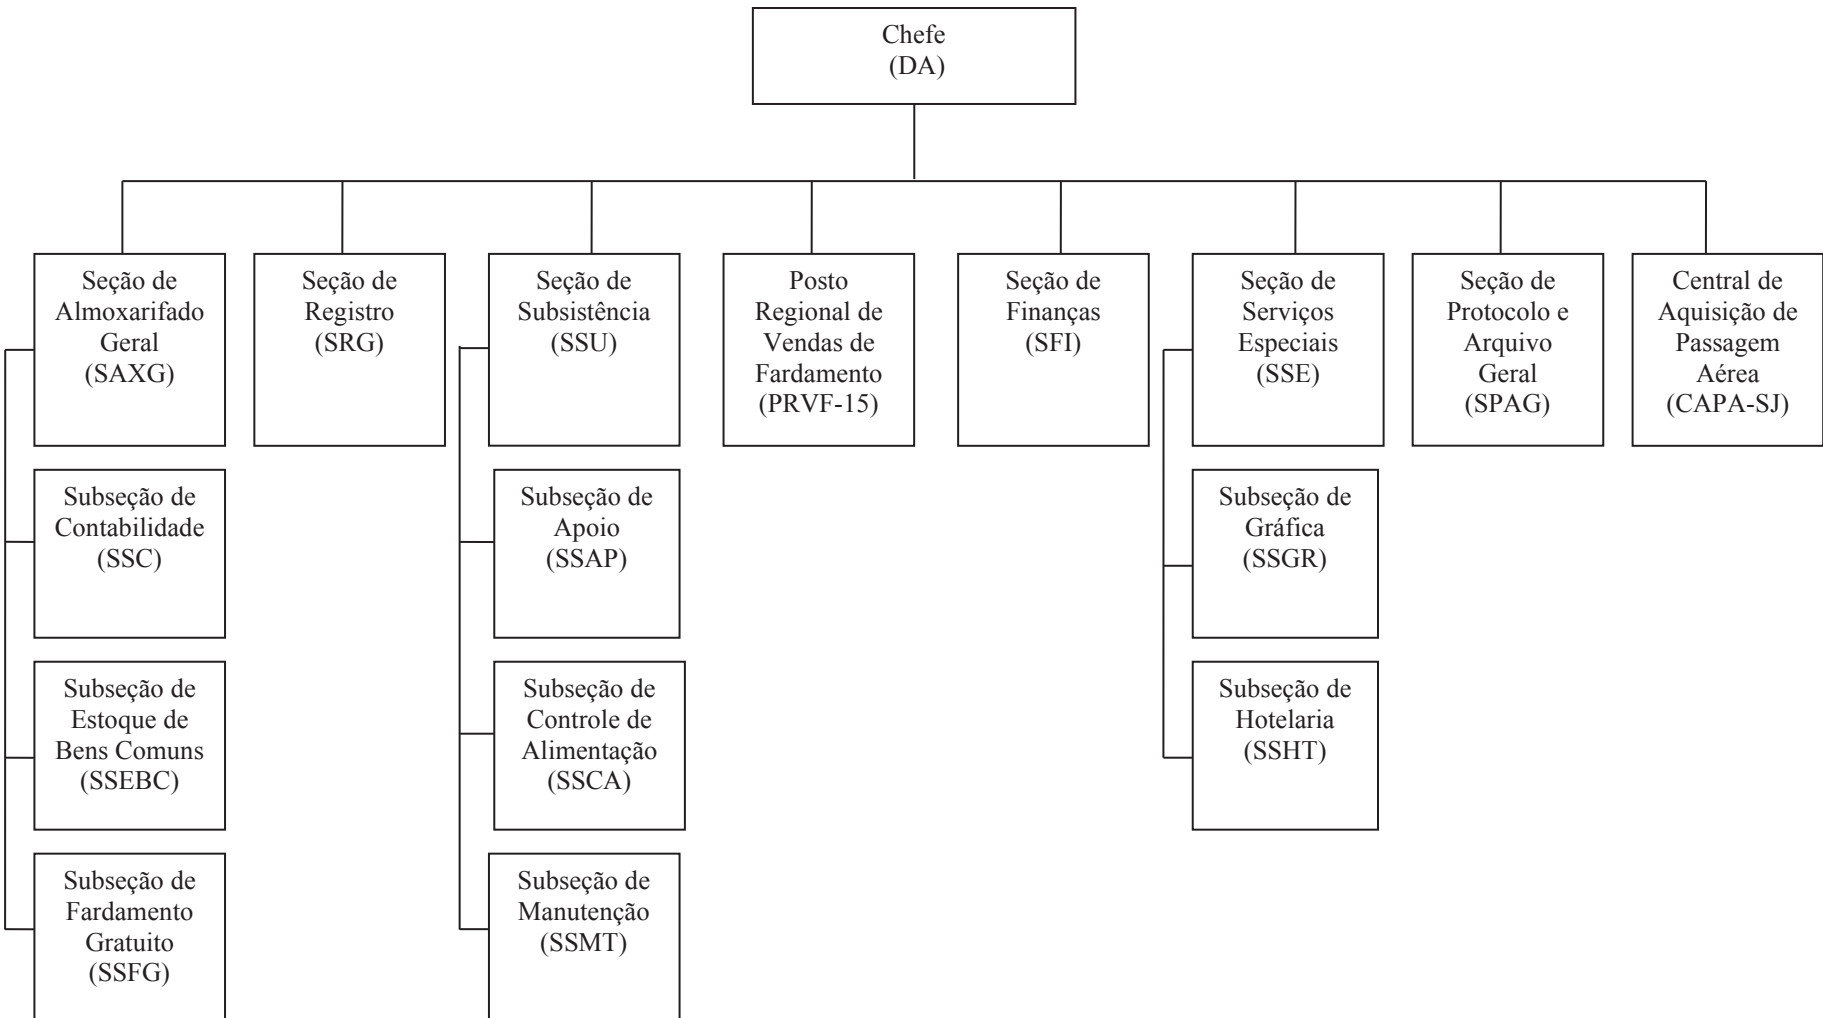 Chefe
(DA)
Seção de
Almoxarifado
Geral
(SAXG)
Seção de
Registro
(SRG)
Seção de
Subsistência
(SSU)
Posto
Regional de
Vendas de
Fardamento
(PRVF-15)
Seção de
Finanças
(SFI)
Seção de
Serviços
Especiais
(SSE)
Seção de
Protocolo e
Arquivo
Geral
(SPAG)
Central de
Aquisição de
Passagem
Aérea
(CAPA-SJ)
Subseção de
Contabilidade
(SSC)
Subseção de
Apoio
(SSAP)
Subseção de
Gráfica
(SSGR)
Subseção de
Estoque de
Bens Comuns
(SSEBC)
Subseção de
Controle de
Alimentação
(SSCA)
Subseção de
Hotelaria
(SSHT)
Subseção de
Fardamento
Gratuito
(SSFG)
Subseção de
Manutenção
(SSMT)